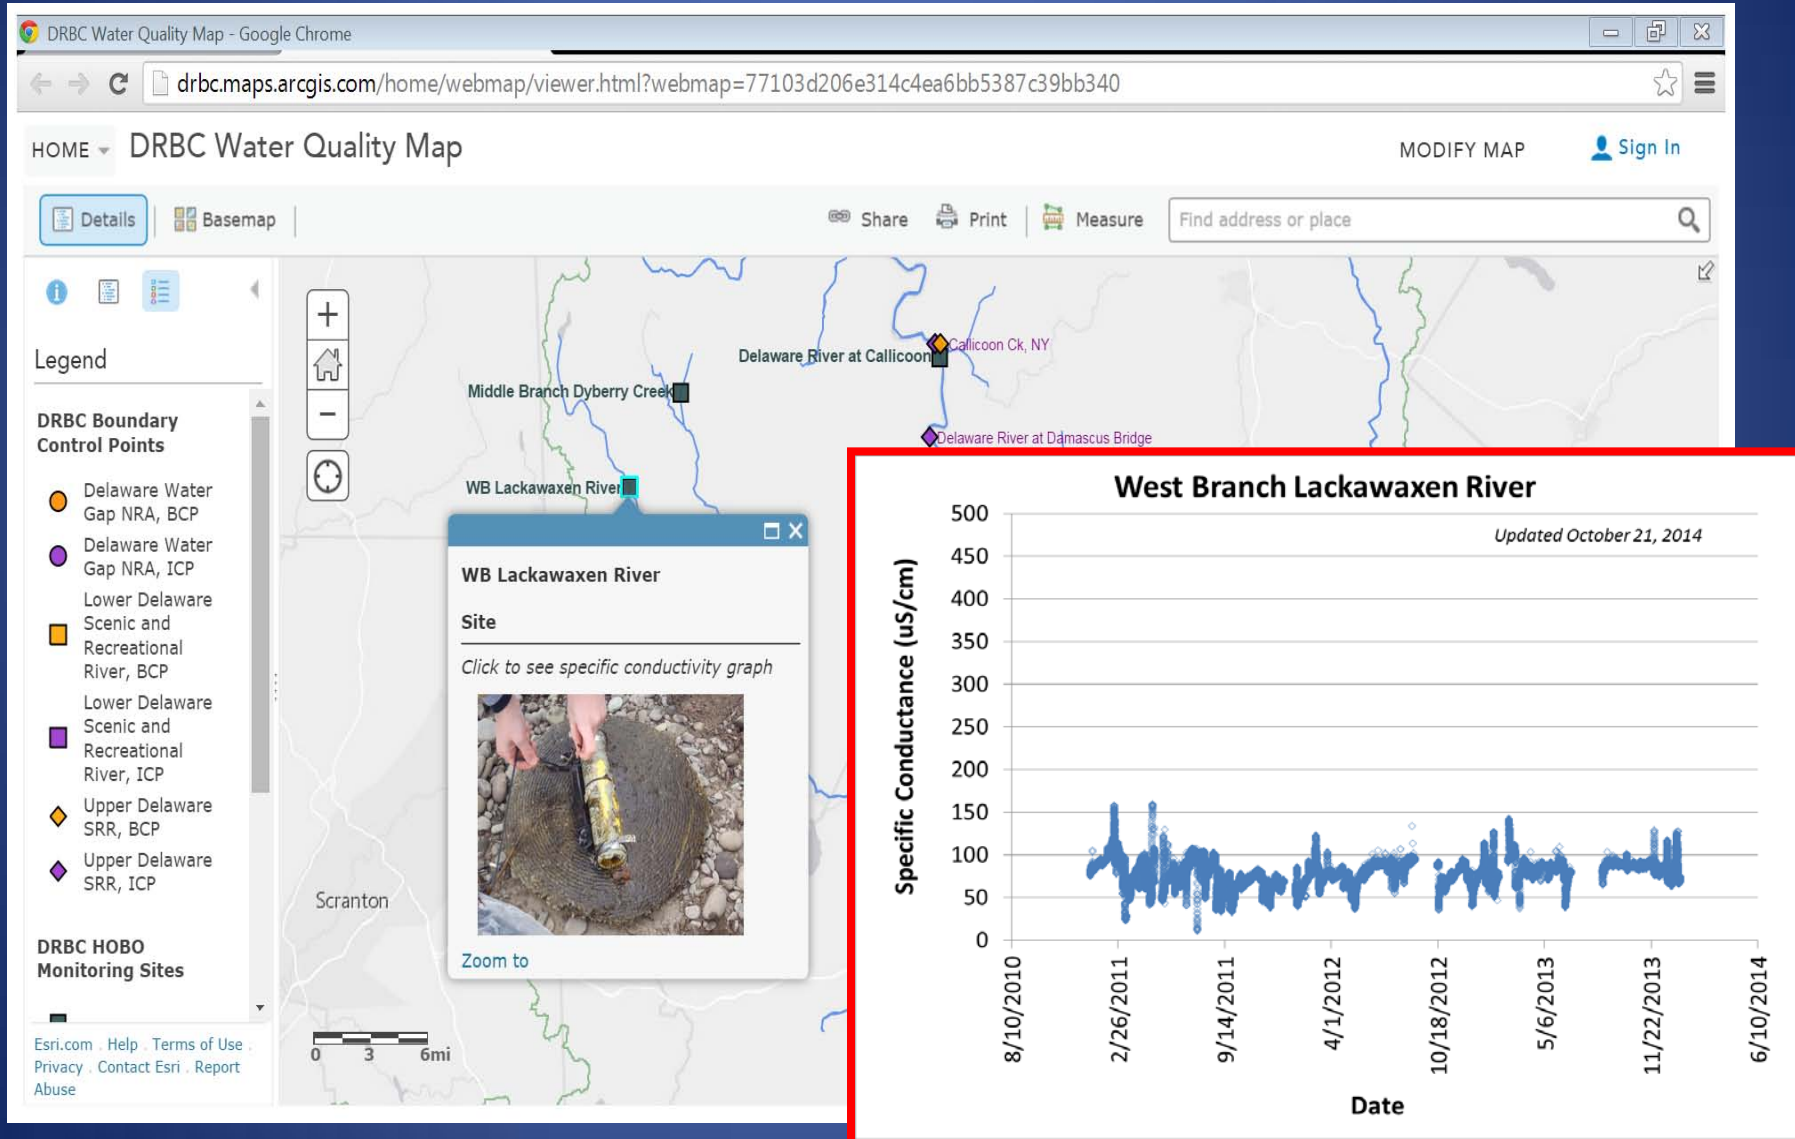 DRBC Water Quality Map - Google Chrome
drbc.maps.arcgis.com/home/webmap/viewer.html?webmap=77103d206e314c4ea6bb5387c39bb340
HOME DRBC Water Quality Map MODIFY MAP Sign In
Details Basemap Share Print Measure Find address or place
Legend
DRBC Boundary
Control Points
Delaware Water
Gap NRA, BCP
Delaware Water
Gap NRA, ICP
Lower Delaware
Scenic and
Recreational
River, BCP
Lower Delaware
Scenic and
Recreational
River, ICP
Upper Delaware
SRR, BCP
Upper Delaware
SRR, ICP
DRBC HOBO
Monitoring Sites
Esri.com . Help . Terms of Use .
Privacy . Contact Esri . Report
Abuse
Callicoon Ck, NY
Delaware River at Callicoon
Middle Branch Dyberry Creek
Delaware River at Damascus Bridge
WB Lackawaxen River
WB Lackawaxen River
Site
Click to see specific conductivity graph
Zoom to
Scranton
0 3 6mi
West Branch Lackawaxen River
Updated October 21, 2014
Specific Conductance (uS/cm)
500
450
400
350
300
250
200
150
100
50
0
8/10/2010
2/26/2011
9/14/2011
4/1/2012
10/18/2012
5/6/2013
11/22/2013
6/10/2014
Date